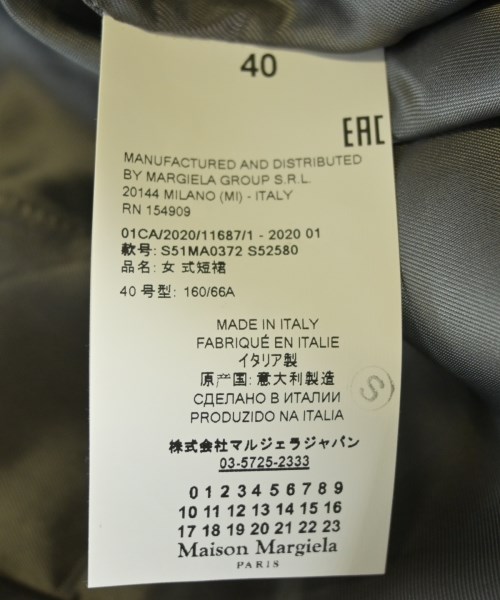 40
EAC
MANUFACTURED AND DISTRIBUTED
BY MARGIELA GROUP S.R.L.
20144 MILANO (MI) - ITALY
RN 154909
01CA/2020/11687/1 - 2020 01
款号: S51MA0372 S52580
品名: 女 式短裙
40 号型: 160/66A
MADE IN ITALY
FABRIQUÉ EN ITALIE
イタリア製
原产国: 意大利製造
СДЕЛАНО В ИТАЛИИ
PRODUZIDO NA ITALIA
S
株式会社マルジェラジャパン
03-5725-2333
0 1 2 3 4 5 6 7 8 9
10 11 12 13 14 15 16
17 18 19 20 21 22 23
Maison Margiela
PARIS